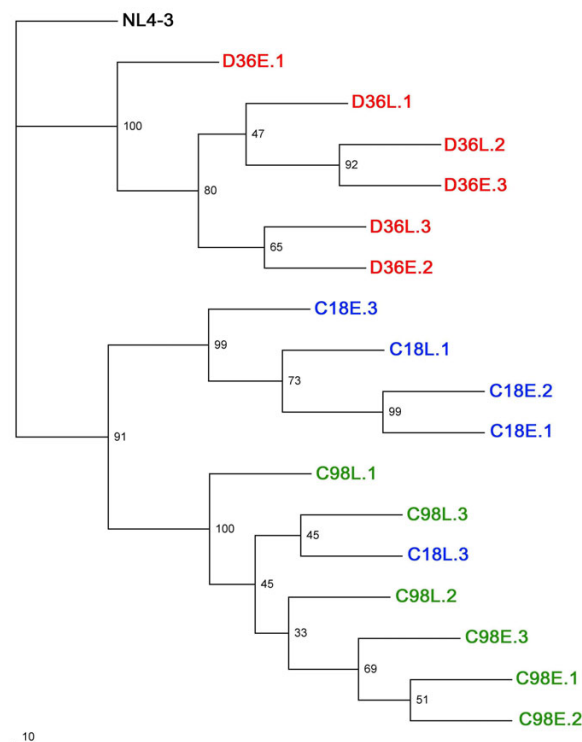 NL4-3
D36E.1
D36L.1
100
47
D36L.2
92
D36E.3
80
D36L.3
65
D36E.2
C18E.3
99
C18L.1
73
C18E.2
99
C18E.1
91
C98L.1
C98L.3
100
45
C18L.3
45
C98L.2
33
C98E.3
69
C98E.1
51
C98E.2
10